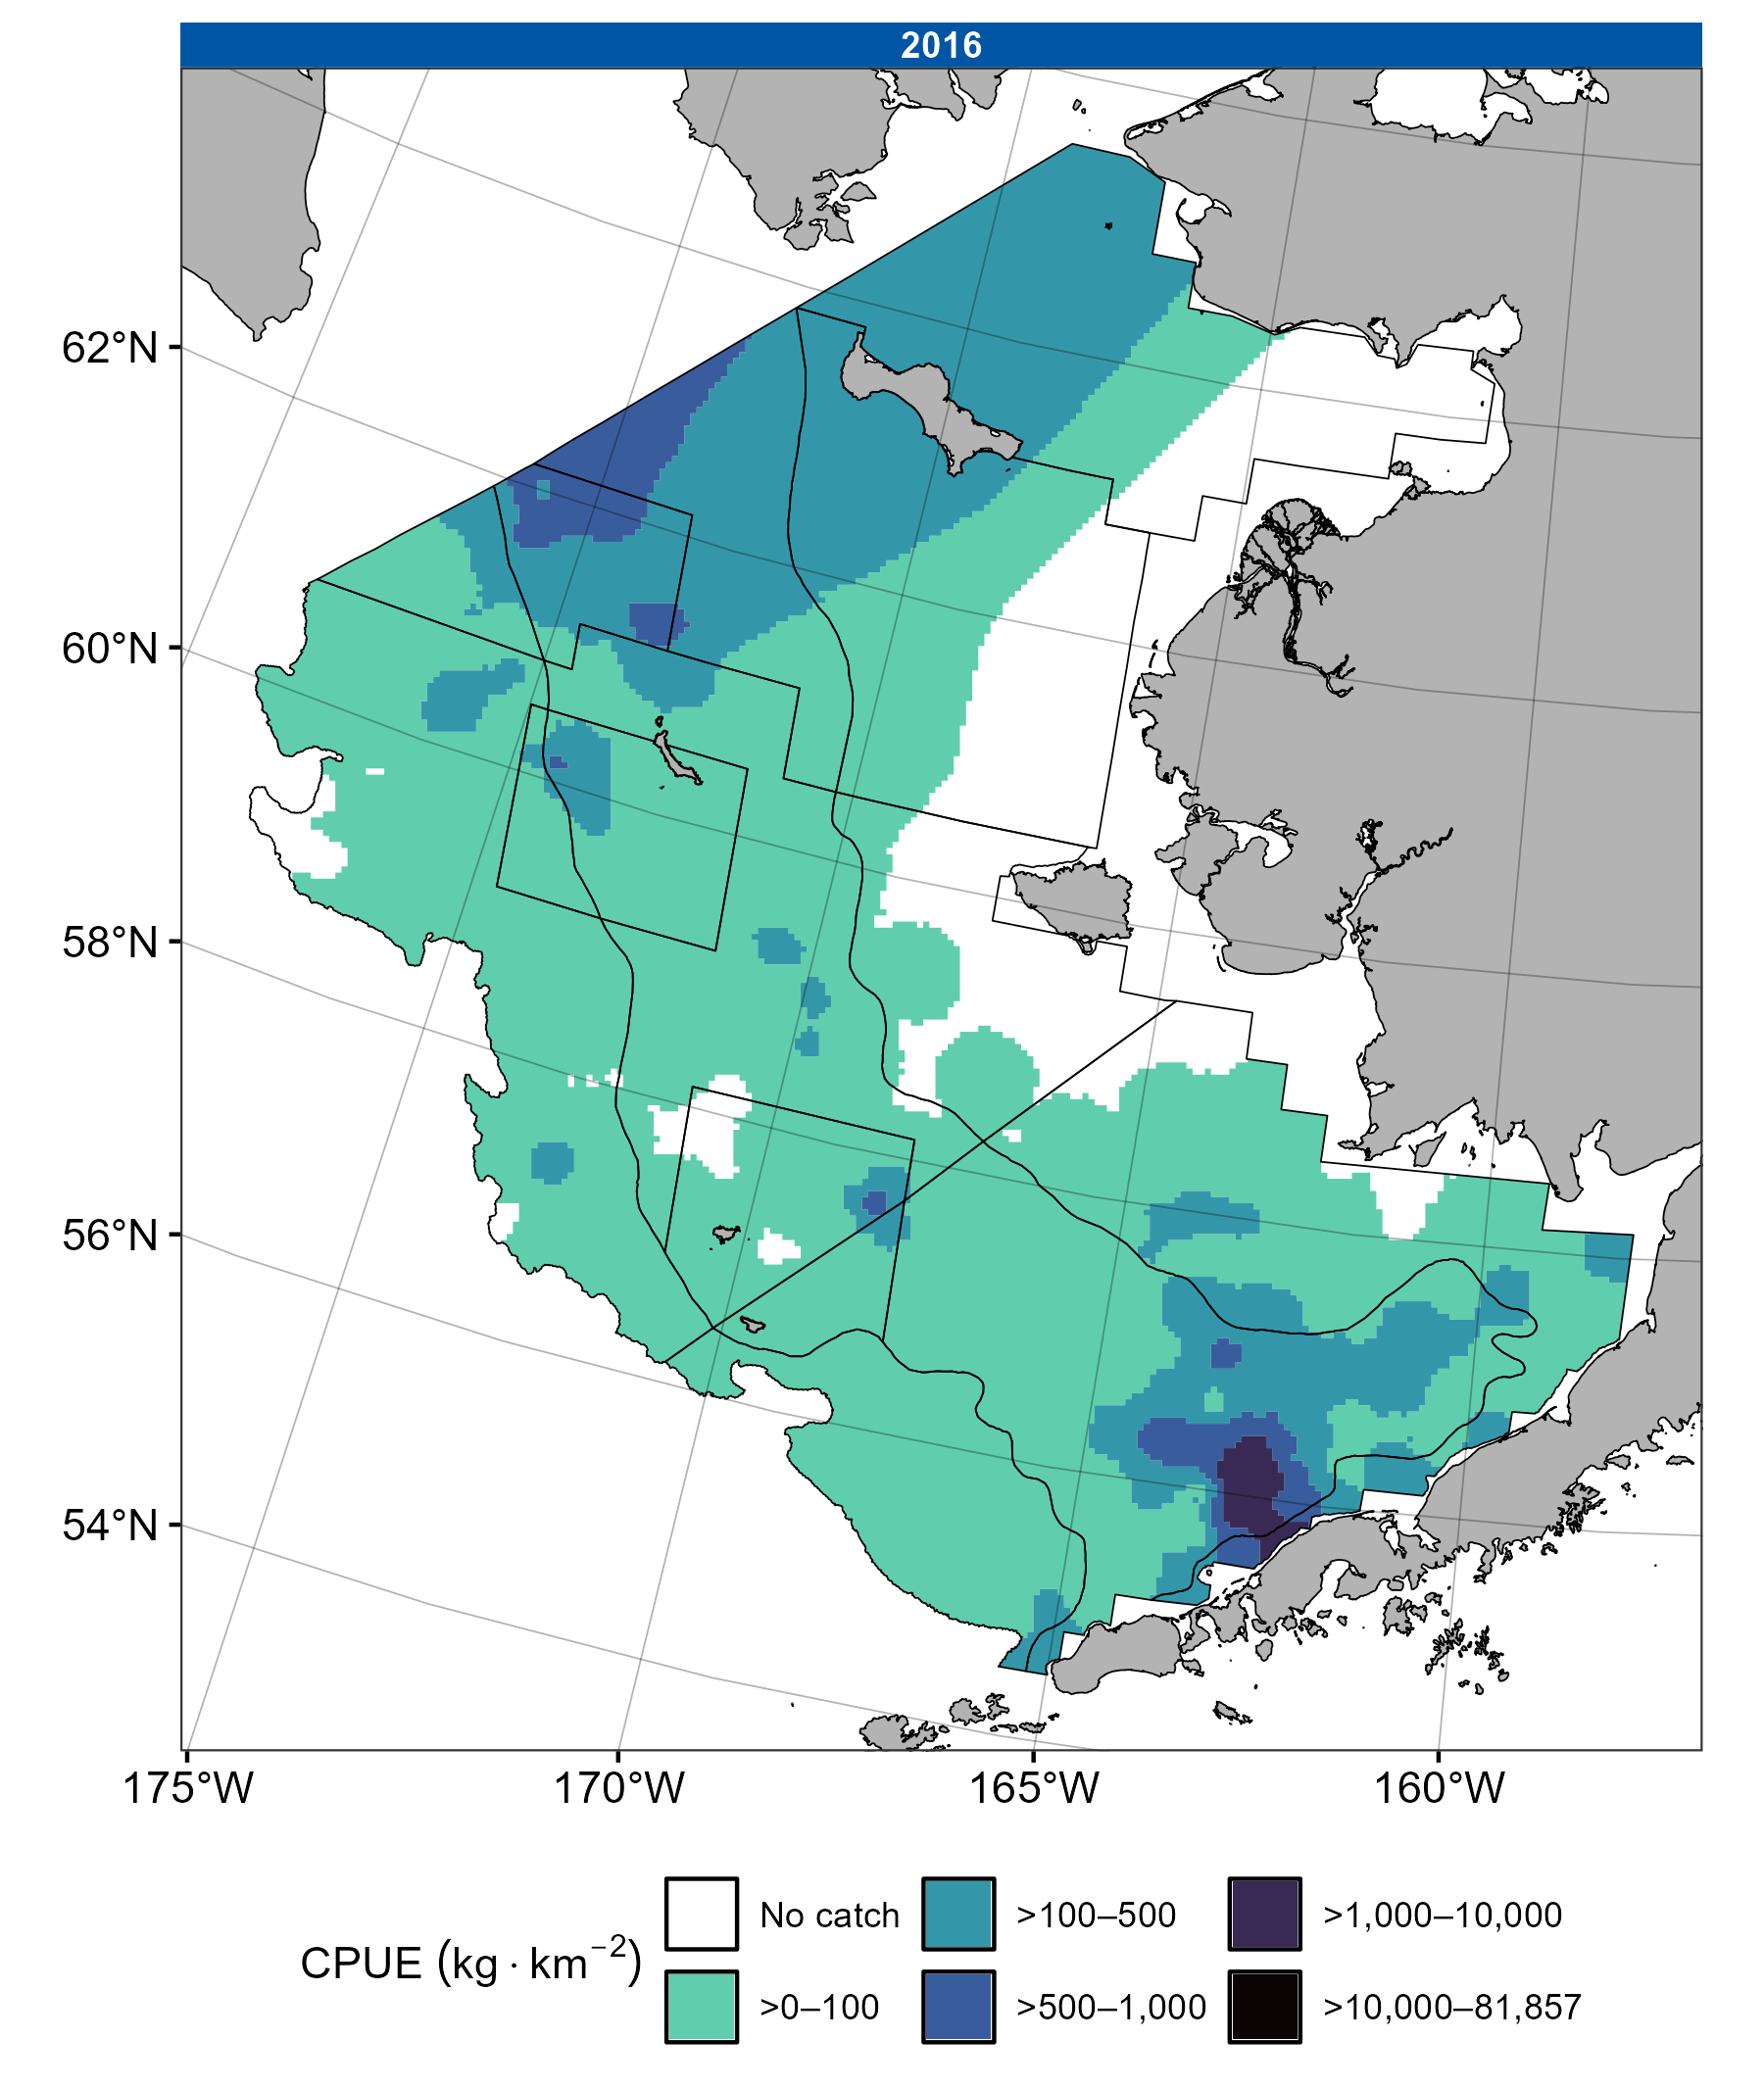 2016
62°N
60°N
58°N
56°N
54°N
175°W 170°W 165°W 160°W
CPUE (kg · km⁻²)
No catch >100–500 >1,000–10,000
>0–100 >500–1,000 >10,000–81,857